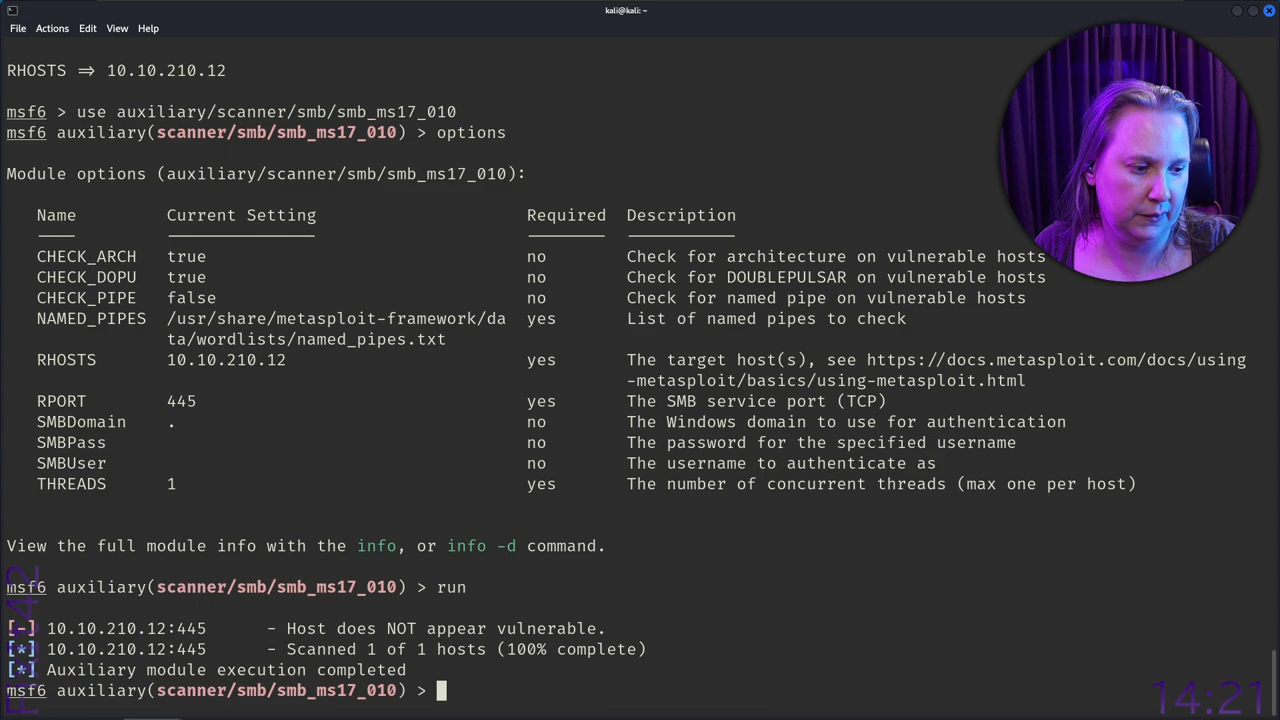 kali@kali: ~
File Actions Edit View Help
RHOSTS => 10.10.210.12
msf6 > use auxiliary/scanner/smb/smb_ms17_010
msf6 auxiliary(scanner/smb/smb_ms17_010) > options
Module options (auxiliary/scanner/smb/smb_ms17_010):
Name Current Setting Required Description
CHECK_ARCH true no Check for architecture on vulnerable hosts
CHECK_DOPU true no Check for DOUBLEPULSAR on vulnerable hosts
CHECK_PIPE false no Check for named pipe on vulnerable hosts
NAMED_PIPES /usr/share/metasploit-framework/da yes List of named pipes to check
ta/wordlists/named_pipes.txt
RHOSTS 10.10.210.12 yes The target host(s), see https://docs.metasploit.com/docs/using
-metasploit/basics/using-metasploit.html
RPORT 445 yes The SMB service port (TCP)
SMBDomain . no The Windows domain to use for authentication
SMBPass no The password for the specified username
SMBUser no The username to authenticate as
THREADS 1 yes The number of concurrent threads (max one per host)
View the full module info with the info, or info -d command.
msf6 auxiliary(scanner/smb/smb_ms17_010) > run
[-] 10.10.210.12:445 - Host does NOT appear vulnerable.
[*] 10.10.210.12:445 - Scanned 1 of 1 hosts (100% complete)
[*] Auxiliary module execution completed
msf6 auxiliary(scanner/smb/smb_ms17_010) >
14:21